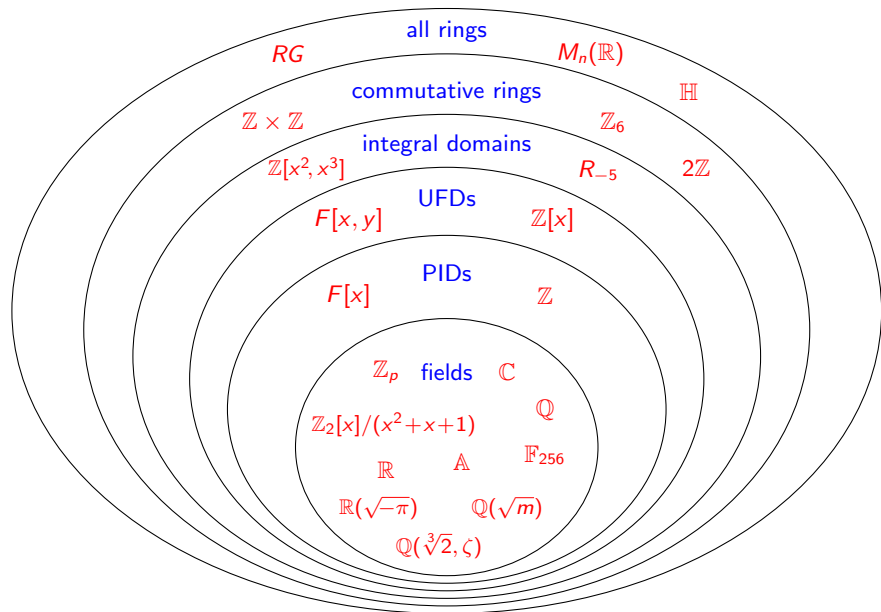 all rings
RG M_n(ℝ)
ℍ
commutative rings
ℤ × ℤ ℤ₆
integral domains
ℤ[x², x³] R₋₅ 2ℤ
UFDs
F[x, y] ℤ[x]
PIDs
F[x] ℤ
ℤ_p fields ℂ
ℚ
ℤ₂[x]/(x²+x+1)
ℝ 𝔸 𝔽₂₅₆
ℝ(√−π) ℚ(√m)
ℚ(∛2, ζ)